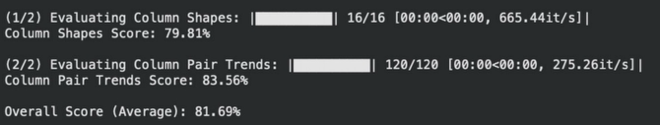 (1/2) Evaluating Column Shapes: |██████████| 16/16 [00:00<00:00, 665.44it/s]|
Column Shapes Score: 79.81%
(2/2) Evaluating Column Pair Trends: |██████████| 120/120 [00:00<00:00, 275.26it/s]|
Column Pair Trends Score: 83.56%
Overall Score (Average): 81.69%